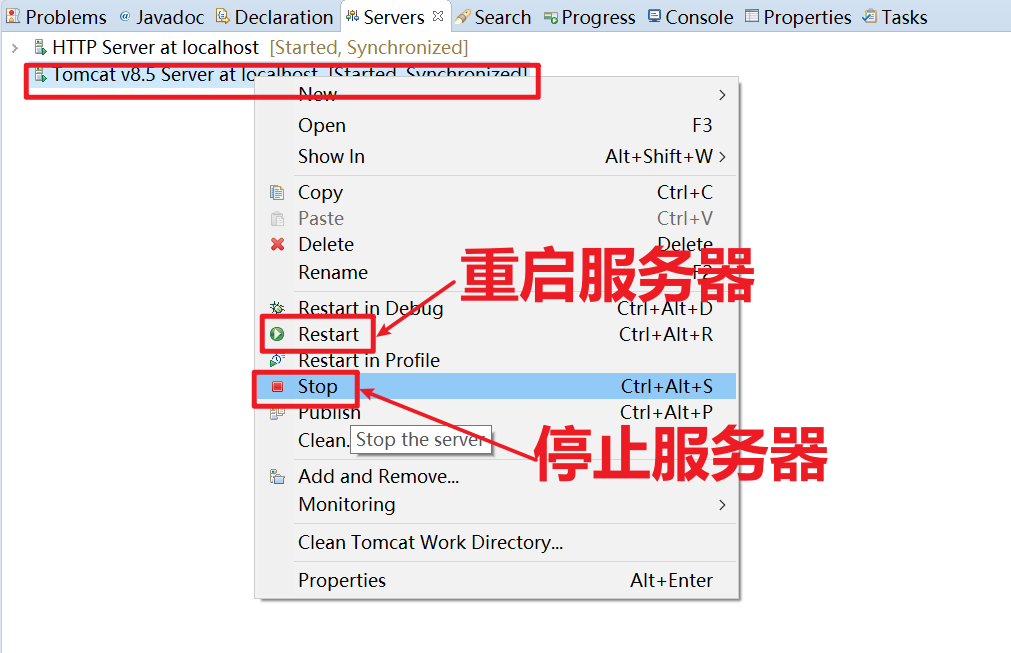 Problems @ Javadoc Declaration Servers Search Progress Console Properties Tasks
HTTP Server at localhost [Started, Synchronized]
Tomcat v8.5 Server at localhost [Started, Synchronized]
New
Open F3
Show In Alt+Shift+W
Copy Ctrl+C
Paste Ctrl+V
Delete Delete
重启服务器
Rename F2
Restart in Debug Ctrl+Alt+D
Restart Ctrl+Alt+R
Restart in Profile
Stop Ctrl+Alt+S
Publish Ctrl+Alt+P
Clean.
Stop the server
停止服务器
Add and Remove...
Monitoring
Clean Tomcat Work Directory...
Properties Alt+Enter